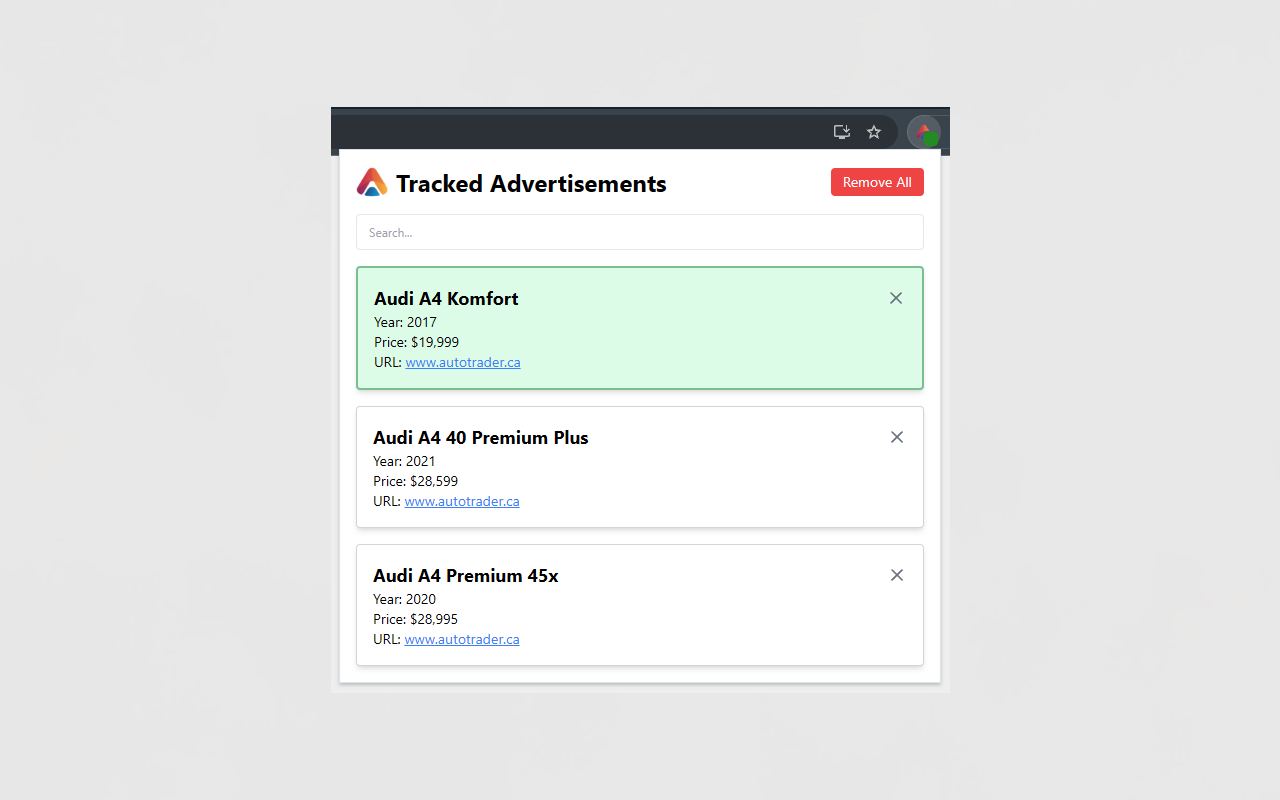 Tracked Advertisements
Remove All
Search...
Audi A4 Komfort
Year: 2017
Price: $19,999
URL: www.autotrader.ca
Audi A4 40 Premium Plus
Year: 2021
Price: $28,599
URL: www.autotrader.ca
Audi A4 Premium 45x
Year: 2020
Price: $28,995
URL: www.autotrader.ca